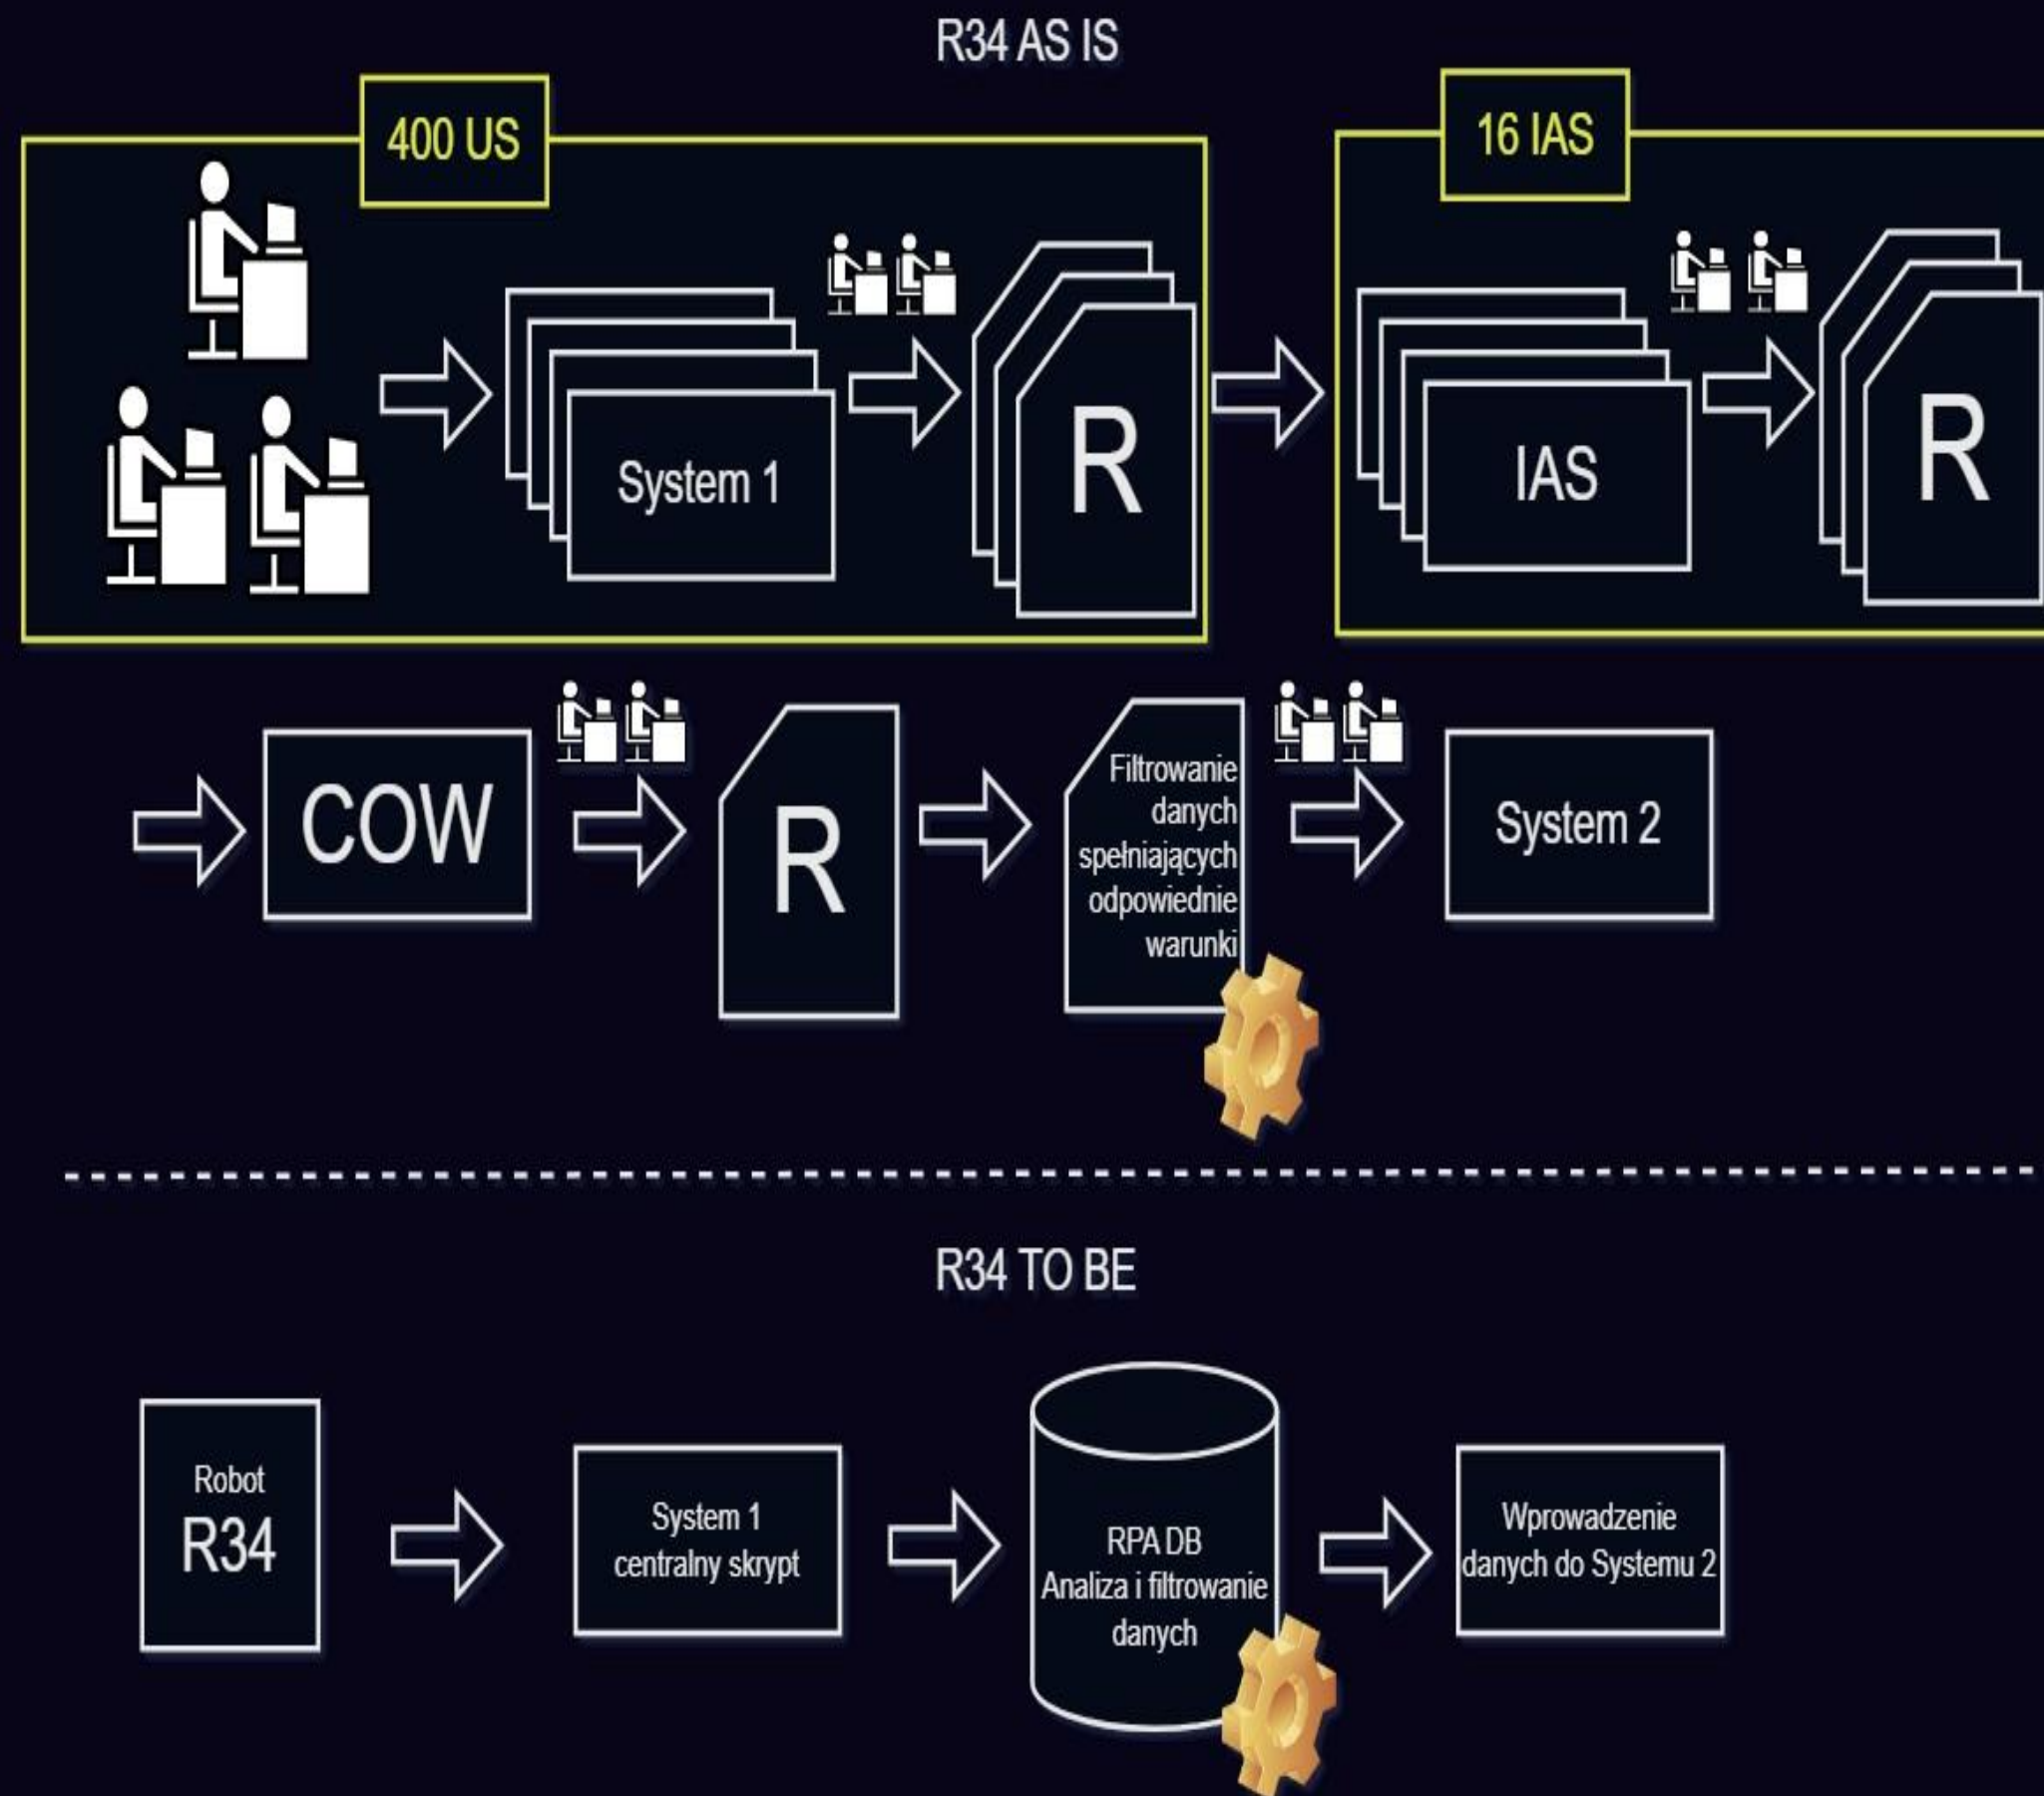 R34 AS IS
400 US
16 IAS
System 1
R
IAS
R
COW
R
Filtrowanie
danych
spełniających
odpowiednie
warunki
System 2
R34 TO BE
Robot
R34
System 1
centralny skrypt
RPA DB
Analiza i filtrowanie
danych
Wprowadzenie
danych do Systemu 2